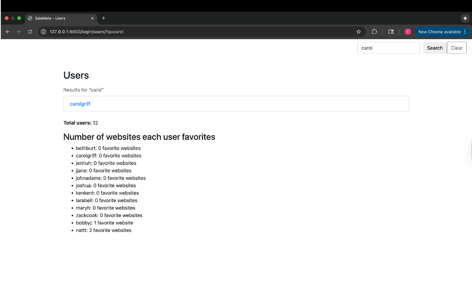 DataMate – Users
127.0.0.1:8000/login/users/?q=carol
New Chrome available
carol
Search
Clear
Users
Results for "carol"
carolgriff
Total users: 12
Number of websites each user favorites
bethburt: 0 favorite websites
carolgriff: 0 favorite websites
jenhuh: 0 favorite websites
jjane: 0 favorite websites
johnadams: 0 favorite websites
joshua: 0 favorite websites
kenkent: 0 favorite websites
larabell: 0 favorite websites
maryh: 0 favorite websites
zackcook: 0 favorite websites
bobbyj: 1 favorite website
nattt: 2 favorite websites